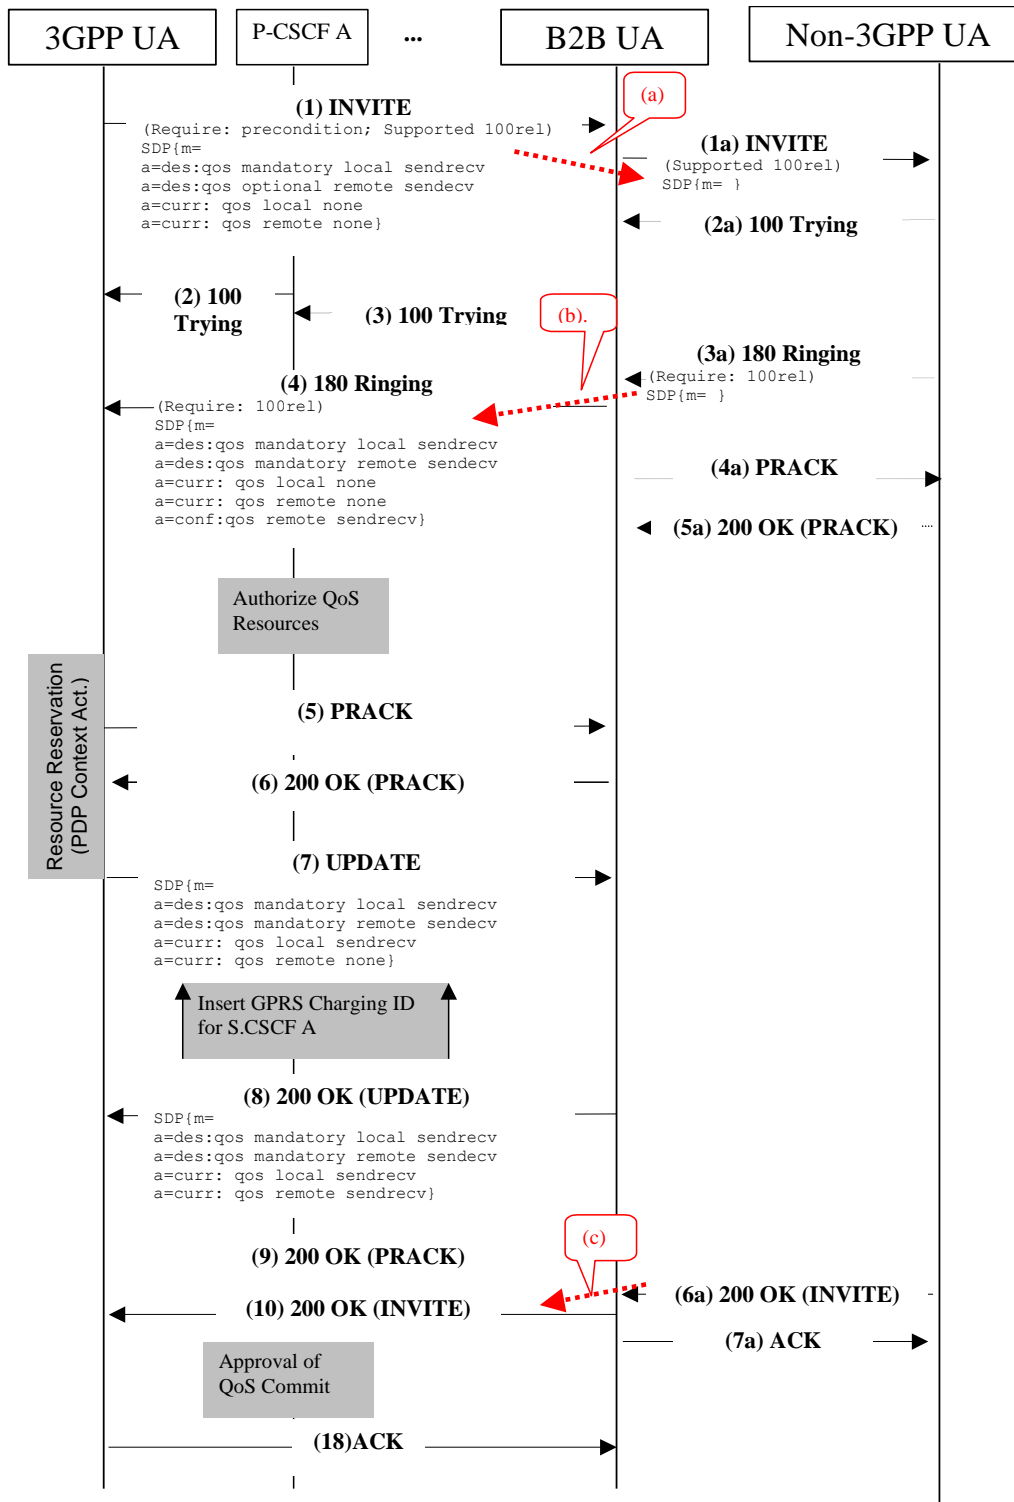 3GPP UA
P-CSCF A
...
B2B UA
Non-3GPP UA
(1) INVITE
(Require: precondition; Supported 100rel)
SDP{m=
a=des:qos mandatory local sendrecv
a=des:qos optional remote sendecv
a=curr: qos local none
a=curr: qos remote none}
(a)
(1a) INVITE
(Supported 100rel)
SDP{m= }
(2a) 100 Trying
(2) 100
Trying
(3) 100 Trying
(b).
(3a) 180 Ringing
(Require: 100rel)
SDP{m= }
(4) 180 Ringing
(Require: 100rel)
SDP{m=
a=des:qos mandatory local sendrecv
a=des:qos mandatory remote sendecv
a=curr: qos local none
a=curr: qos remote none
a=conf:qos remote sendrecv}
(4a) PRACK
(5a) 200 OK (PRACK)
Authorize QoS
Resources
Resource Reservation
(PDP Context Act.)
(5) PRACK
(6) 200 OK (PRACK)
(7) UPDATE
SDP{m=
a=des:qos mandatory local sendrecv
a=des:qos mandatory remote sendecv
a=curr: qos local sendrecv
a=curr: qos remote none}
Insert GPRS Charging ID
for S.CSCF A
(8) 200 OK (UPDATE)
SDP{m=
a=des:qos mandatory local sendrecv
a=des:qos mandatory remote sendecv
a=curr: qos local sendrecv
a=curr: qos remote sendrecv}
(9) 200 OK (PRACK)
(c)
(6a) 200 OK (INVITE)
(10) 200 OK (INVITE)
(7a) ACK
Approval of
QoS Commit
(18)ACK